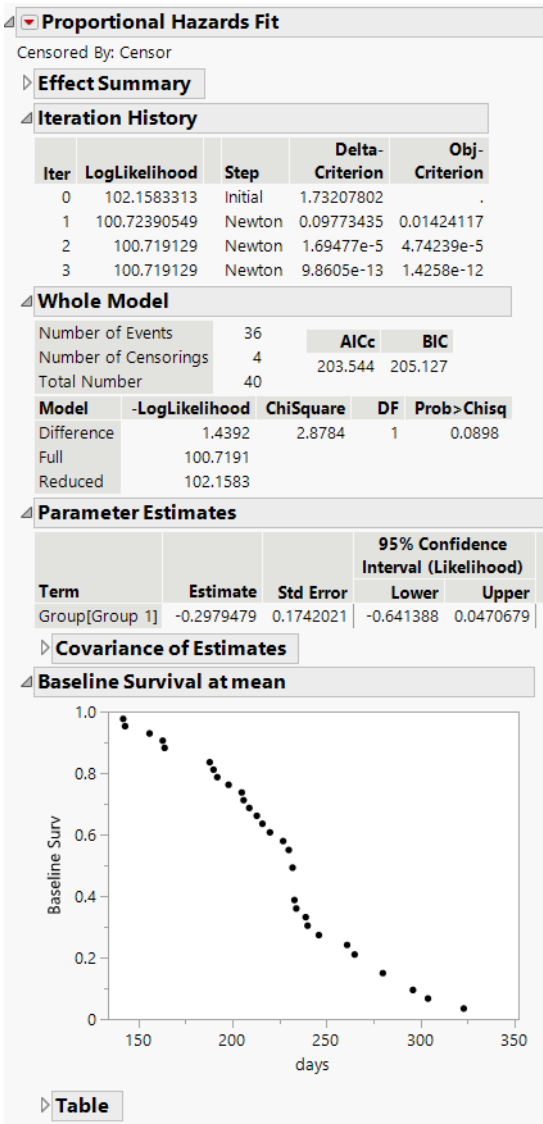 Proportional Hazards Fit
Censored By: Censor
Effect Summary
Iteration History
Delta- Obj-
Iter LogLikelihood Step Criterion Criterion
0 102.1583313 Initial 1.73207802 .
1 100.72390549 Newton 0.09773435 0.01424117
2 100.719129 Newton 1.69477e-5 4.74239e-5
3 100.719129 Newton 9.8605e-13 1.4258e-12
Whole Model
Number of Events 36
Number of Censorings 4
Total Number 40
AICc BIC
203.544 205.127
Model -LogLikelihood ChiSquare DF Prob>Chisq
Difference 1.4392 2.8784 1 0.0898
Full 100.7191
Reduced 102.1583
Parameter Estimates
95% Confidence
Interval (Likelihood)
Term Estimate Std Error Lower Upper
Group[Group 1] -0.2979479 0.1742021 -0.641388 0.0470679
Covariance of Estimates
Baseline Survival at mean
Baseline Surv
1.0
0.8
0.6
0.4
0.2
0
150 200 250 300 350
days
Table